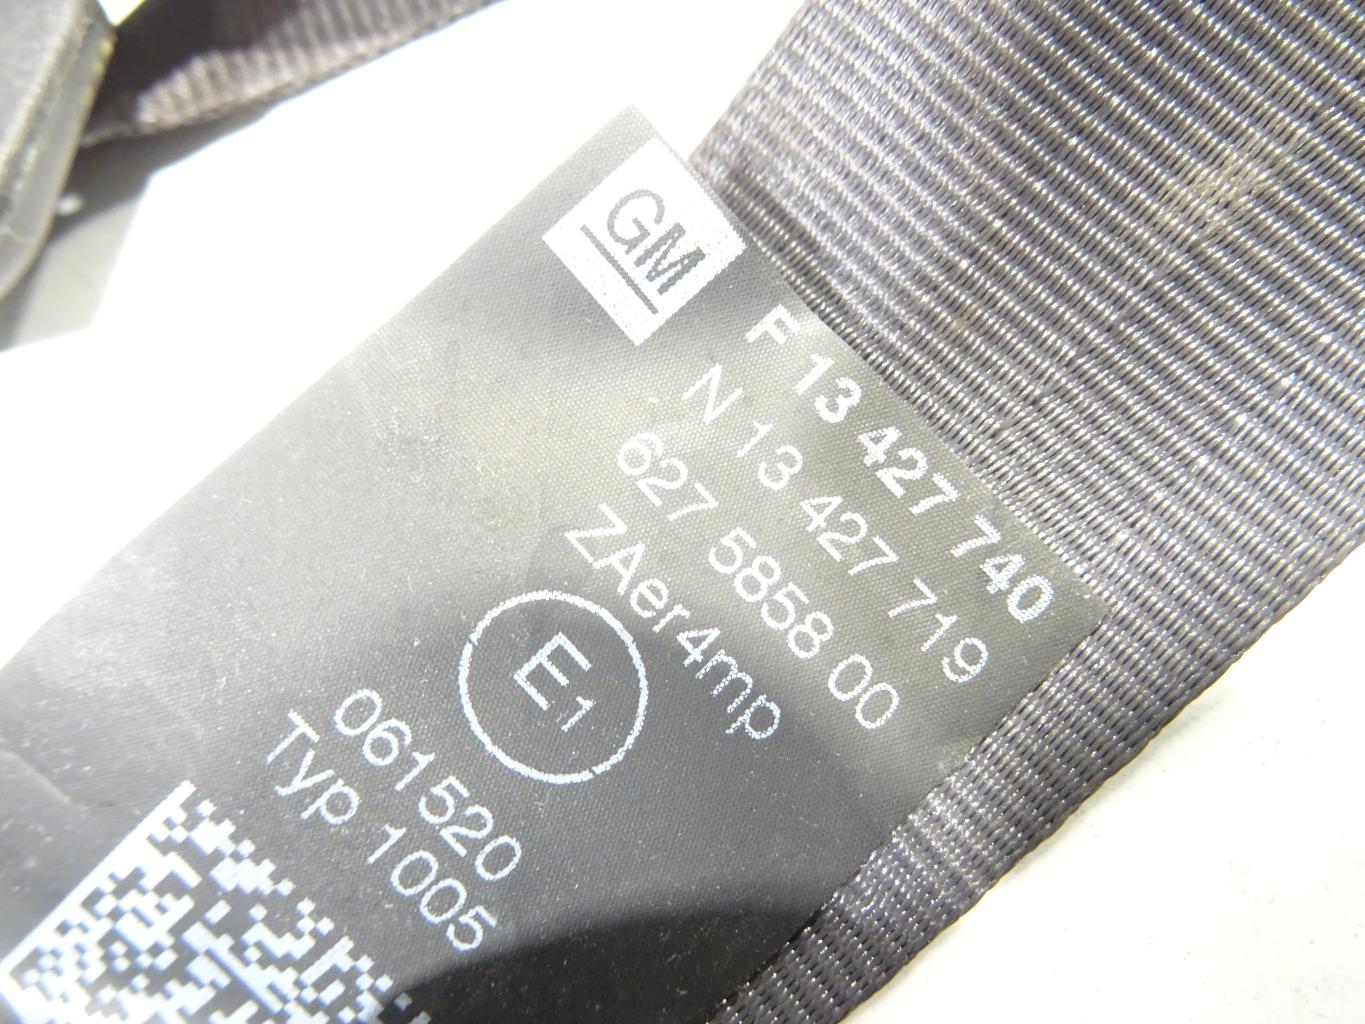 GM
F 13 427 740
N 13 427 719
627 5858 00
ZAer4mp
E1
061520
Typ 1005